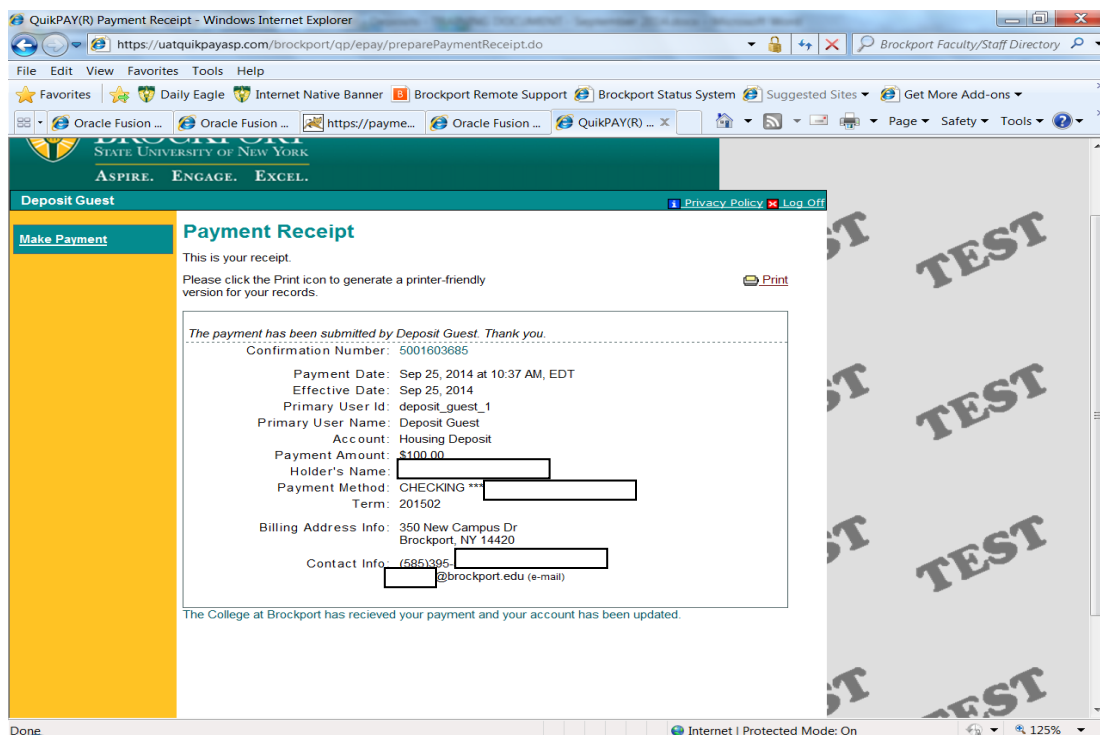 QuikPAY(R) Payment Receipt - Windows Internet Explorer
https://uatquikpayasp.com/brockport/qp/epay/preparePaymentReceipt.do
Brockport Faculty/Staff Directory
File Edit View Favorites Tools Help
Favorites Daily Eagle Internet Native Banner Brockport Remote Support Brockport Status System Suggested Sites Get More Add-ons
Oracle Fusion ... Oracle Fusion ... https://payme... Oracle Fusion ... QuikPAY(R) ... X Page Safety Tools
STATE UNIVERSITY OF NEW YORK
ASPIRE. ENGAGE. EXCEL.
Deposit Guest Privacy Policy Log Off
Make Payment
Payment Receipt
This is your receipt.
Please click the Print icon to generate a printer-friendly
version for your records.
Print
The payment has been submitted by Deposit Guest. Thank you.
Confirmation Number: 5001603685
Payment Date: Sep 25, 2014 at 10:37 AM, EDT
Effective Date: Sep 25, 2014
Primary User Id: deposit_guest_1
Primary User Name: Deposit Guest
Account: Housing Deposit
Payment Amount: $100.00
Holder's Name:
Payment Method: CHECKING ***
Term: 201502
Billing Address Info: 350 New Campus Dr
Brockport, NY 14420
Contact Info: (585)395-
@brockport.edu (e-mail)
The College at Brockport has recieved your payment and your account has been updated.
TEST
TEST
TEST
TEST
Done Internet | Protected Mode: On 125%